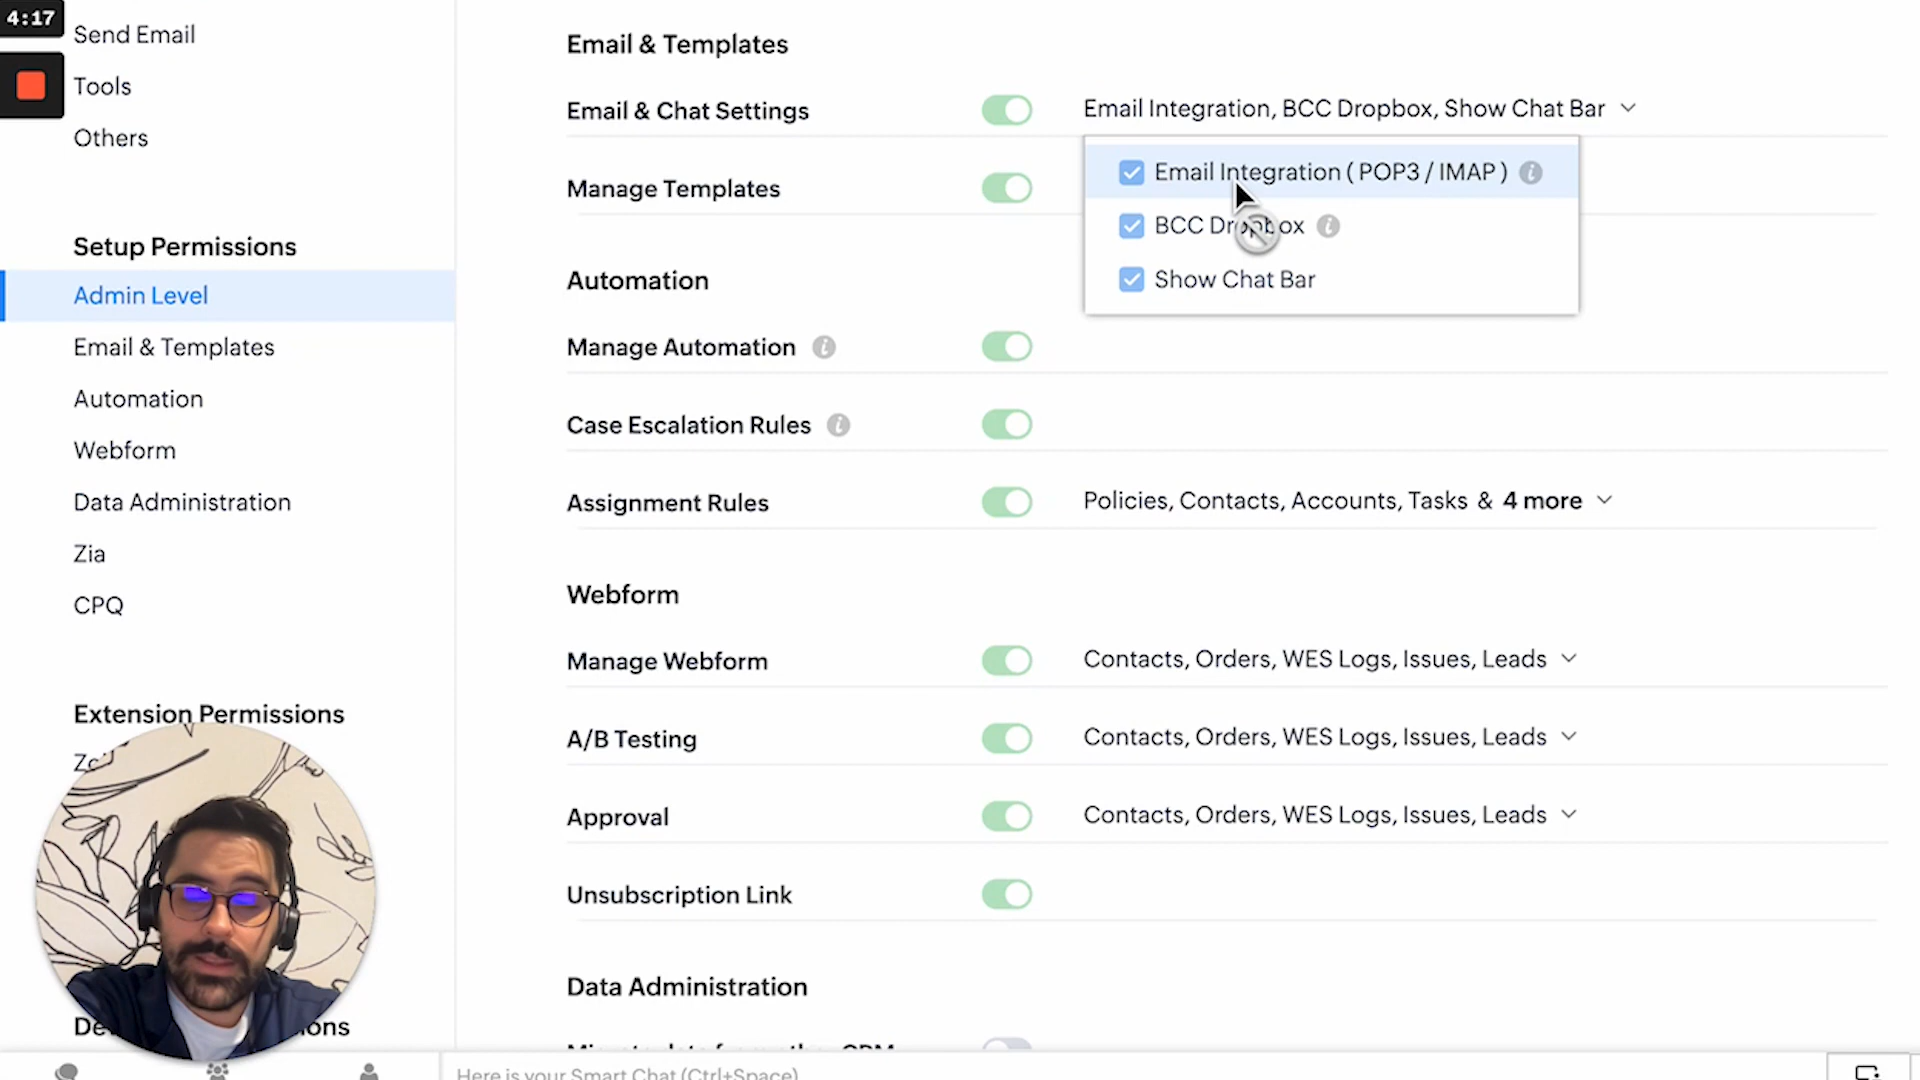 4:17
Send Email
Tools
Others
Setup Permissions
Admin Level
Email & Templates
Automation
Webform
Data Administration
Zia
CPQ
Extension Permissions
Email & Templates
Email & Chat Settings
Email Integration, BCC Dropbox, Show Chat Bar
Email Integration ( POP3 / IMAP )
BCC Dropbox
Show Chat Bar
Manage Templates
Automation
Manage Automation
Case Escalation Rules
Assignment Rules
Policies, Contacts, Accounts, Tasks & 4 more
Webform
Manage Webform
Contacts, Orders, WES Logs, Issues, Leads
A/B Testing
Contacts, Orders, WES Logs, Issues, Leads
Approval
Contacts, Orders, WES Logs, Issues, Leads
Unsubscription Link
Data Administration
Here is your Smart Chat (Ctrl+Space)